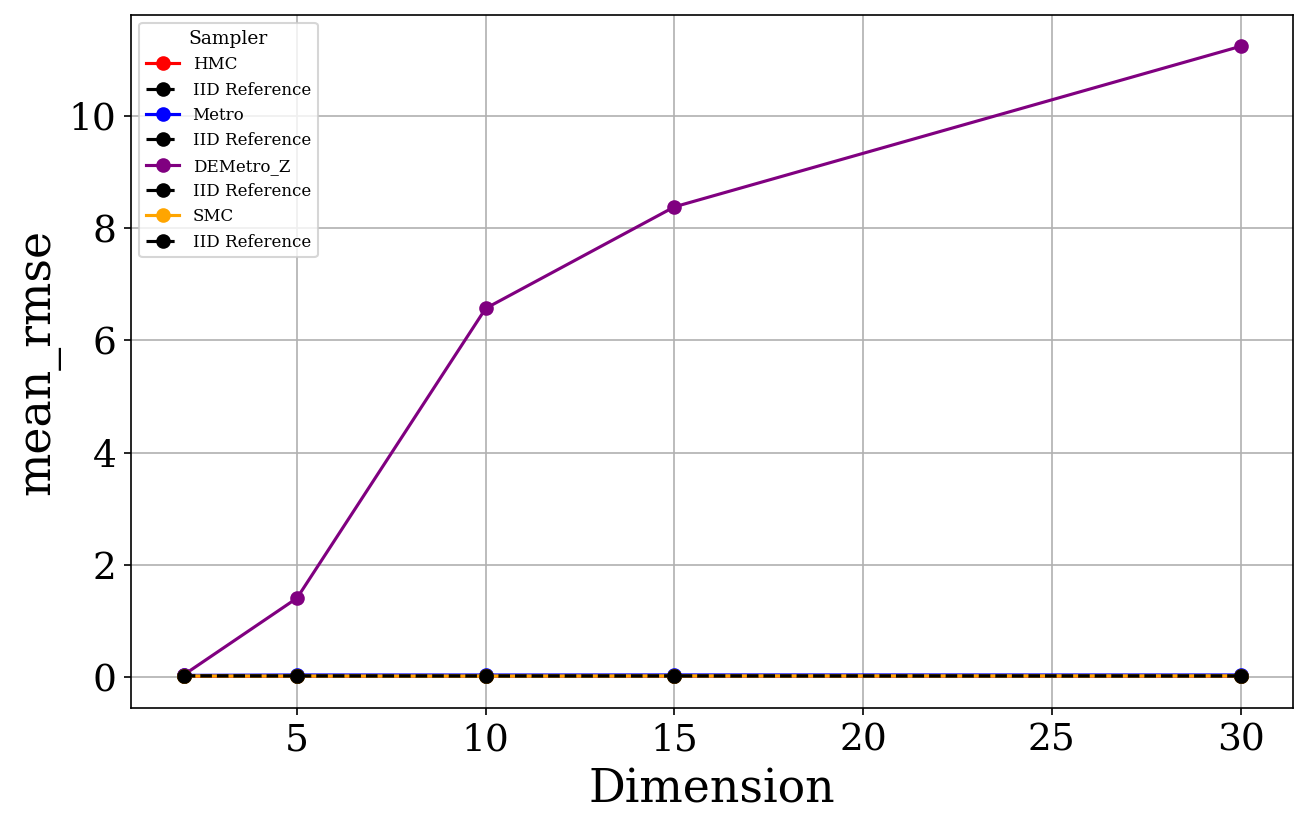 Sampler
HMC
IID Reference
Metro
IID Reference
DEMetro_Z
IID Reference
SMC
IID Reference
mean_rmse
10
8
6
4
2
0
5 10 15 20 25 30
Dimension